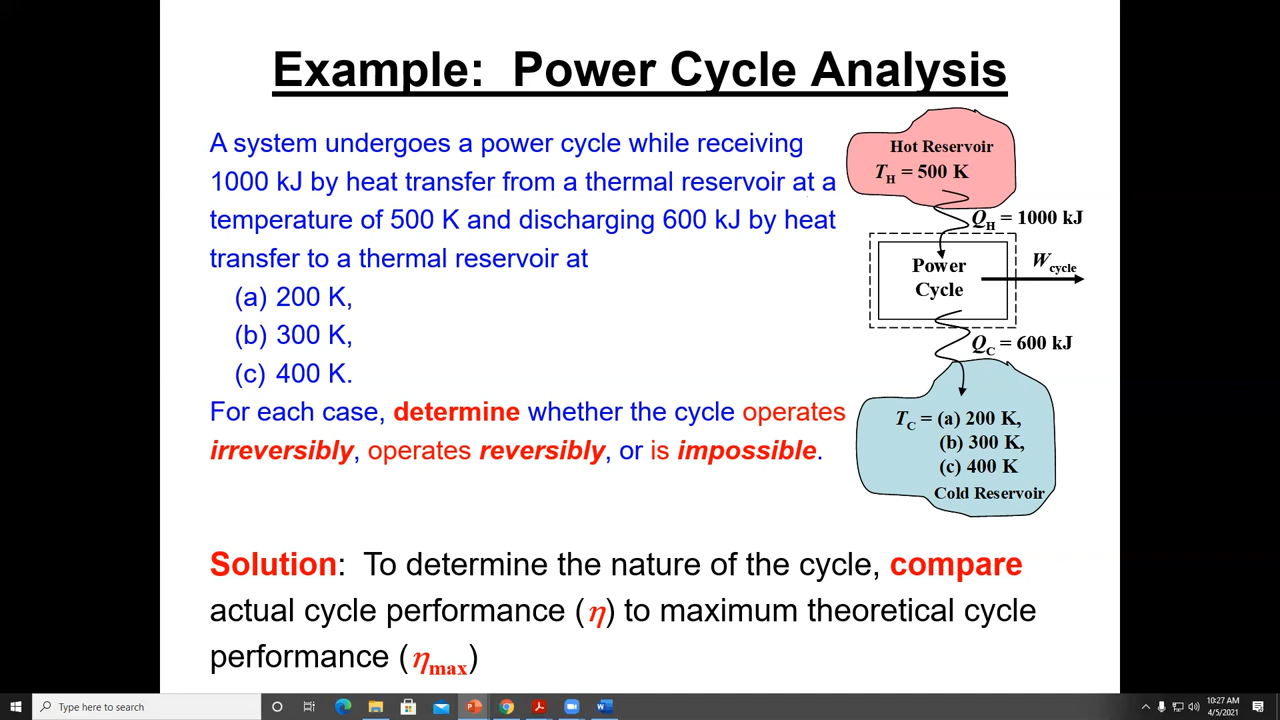 Example: Power Cycle Analysis
A system undergoes a power cycle while receiving
1000 kJ by heat transfer from a thermal reservoir at a
temperature of 500 K and discharging 600 kJ by heat
transfer to a thermal reservoir at
(a) 200 K,
(b) 300 K,
(c) 400 K.
For each case, determine whether the cycle operates
irreversibly, operates reversibly, or is impossible.
Hot Reservoir
TH = 500 K
QH = 1000 kJ
Power
Cycle
Wcycle
QC = 600 kJ
TC = (a) 200 K,
(b) 300 K,
(c) 400 K
Cold Reservoir
Solution: To determine the nature of the cycle, compare
actual cycle performance (η) to maximum theoretical cycle
performance (ηmax)
Type here to search
10:27 AM
4/5/2021